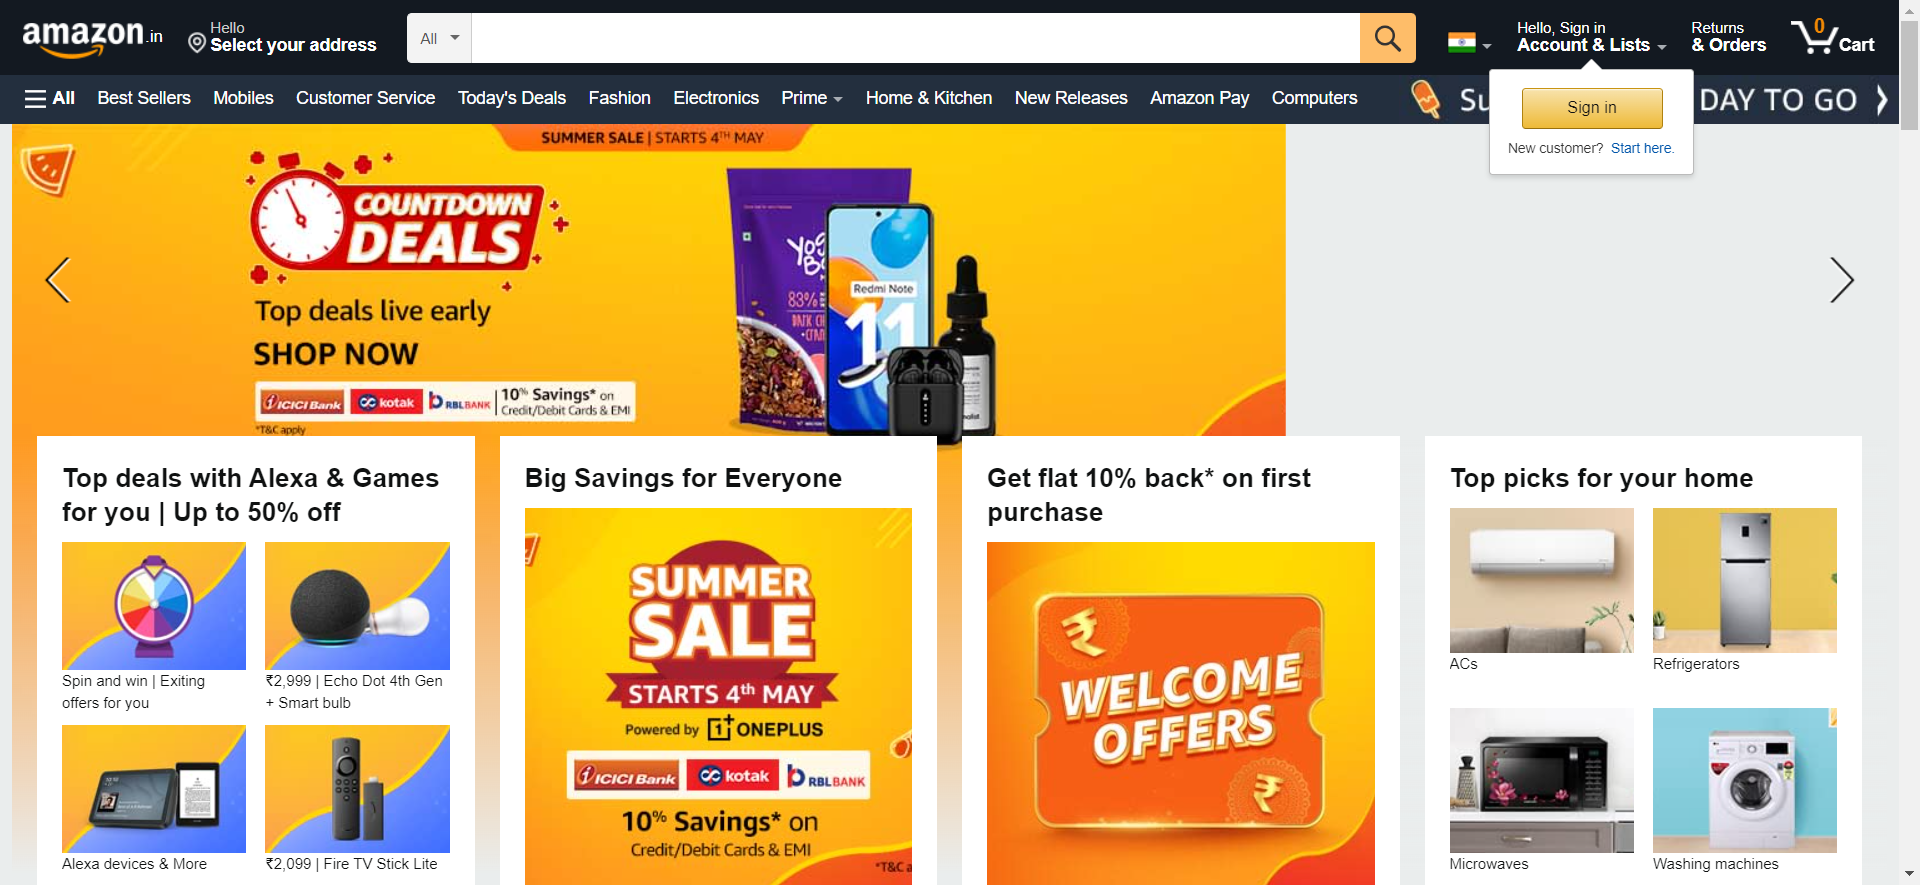 amazon.in
Hello
Select your address
All
Hello, Sign in
Account & Lists
Returns
& Orders
0
Cart
All
Best Sellers
Mobiles
Customer Service
Today's Deals
Fashion
Electronics
Prime
Home & Kitchen
New Releases
Amazon Pay
Computers
Su
DAY TO GO
Sign in
New customer? Start here.
SUMMER SALE | STARTS 4TH MAY
COUNTDOWN
DEALS
Top deals live early
SHOP NOW
ICICI Bank
kotak
RBLBANK
10% Savings* on
Credit/Debit Cards & EMI
*T&C apply
83%
Redmi Note
11
Top deals with Alexa & Games
for you | Up to 50% off
Spin and win | Exiting
offers for you
₹2,999 | Echo Dot 4th Gen
+ Smart bulb
Alexa devices & More
₹2,099 | Fire TV Stick Lite
Big Savings for Everyone
SUMMER
SALE
STARTS 4th MAY
Powered by 1+ ONEPLUS
ICICI Bank
kotak
RBLBANK
10% Savings* on
Credit/Debit Cards & EMI
*T&C a
Get flat 10% back* on first
purchase
₹
WELCOME
OFFERS
₹
Top picks for your home
ACs
Refrigerators
Microwaves
Washing machines